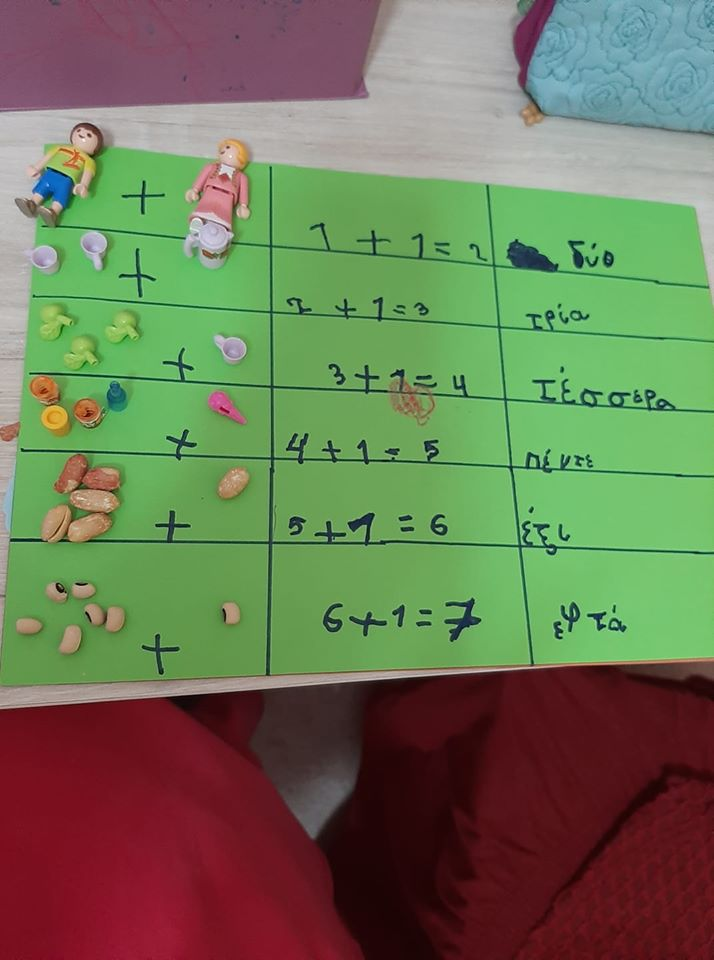 + 1 + 1 = 2 δύο
+ 2 + 1 = 3 τρία
+ 3 + 1 = 4 τέσσερα
+ 4 + 1 = 5 πέντε
+ 5 + 1 = 6 έξι
+ 6 + 1 = 7 εφτά